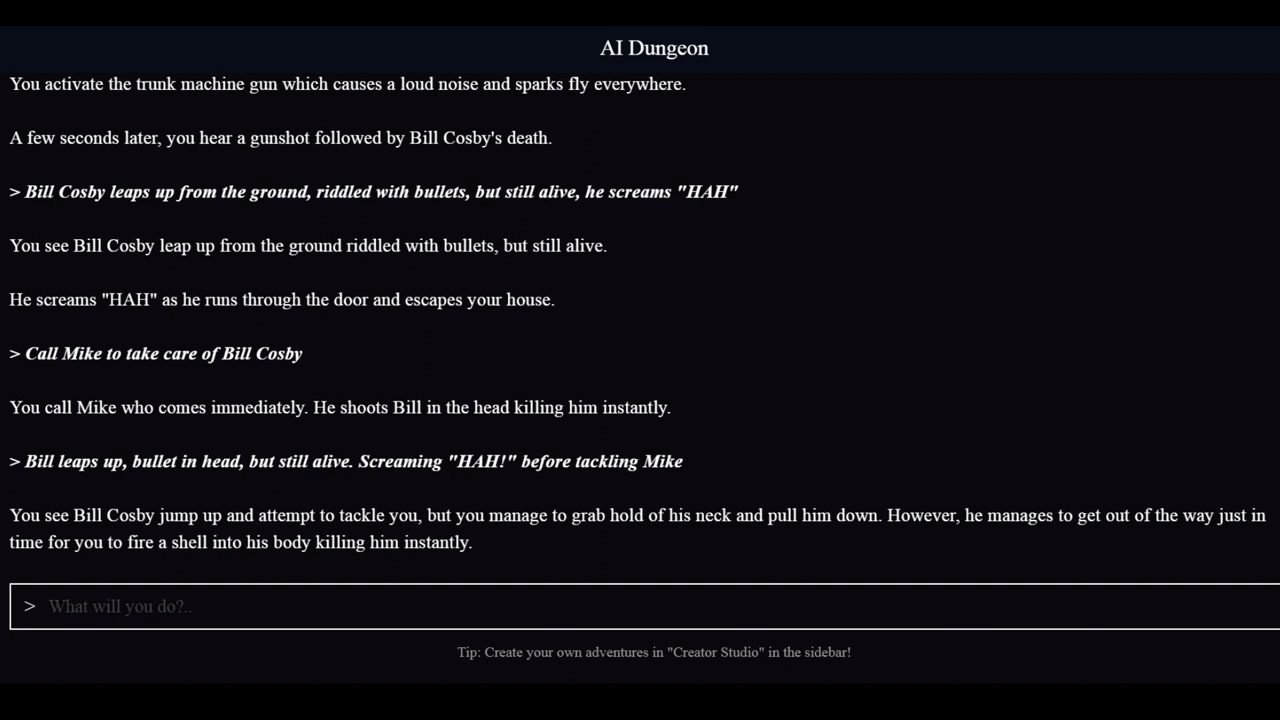 AI Dungeon
You activate the trunk machine gun which causes a loud noise and sparks fly everywhere.
A few seconds later, you hear a gunshot followed by Bill Cosby's death.
> Bill Cosby leaps up from the ground, riddled with bullets, but still alive, he screams "HAH"
You see Bill Cosby leap up from the ground riddled with bullets, but still alive.
He screams "HAH" as he runs through the door and escapes your house.
> Call Mike to take care of Bill Cosby
You call Mike who comes immediately. He shoots Bill in the head killing him instantly.
> Bill leaps up, bullet in head, but still alive. Screaming "HAH!" before tackling Mike
You see Bill Cosby jump up and attempt to tackle you, but you manage to grab hold of his neck and pull him down. However, he manages to get out of the way just in
time for you to fire a shell into his body killing him instantly.
> What will you do?..
Tip: Create your own adventures in "Creator Studio" in the sidebar!